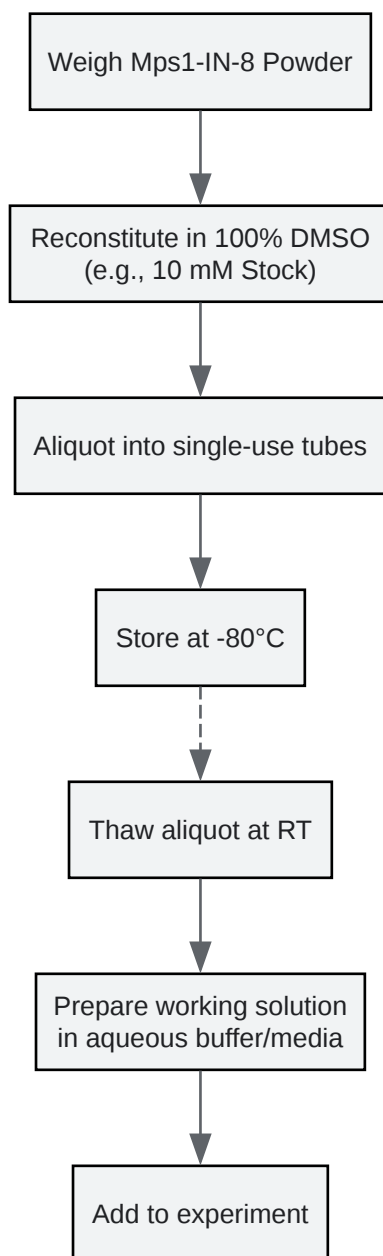 Weigh Mps1-IN-8 Powder
Reconstitute in 100% DMSO
(e.g., 10 mM Stock)
Aliquot into single-use tubes
Store at -80°C
Thaw aliquot at RT
Prepare working solution
in aqueous buffer/media
Add to experiment